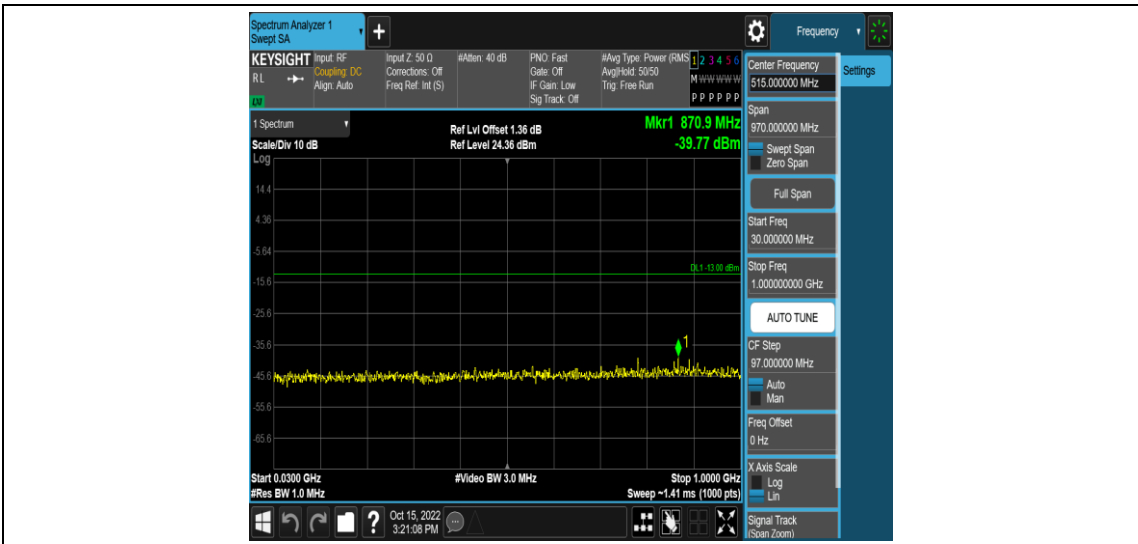 Spectrum Analyzer 1
Swept SA
+
Frequency
KEYSIGHT
RL
LXI
Input: RF
Coupling: DC
Align: Auto
Input Z: 50 Ω
Corrections: Off
Freq Ref: Int (S)
#Atten: 40 dB
PNO: Fast
Gate: Off
IF Gain: Low
Sig Track: Off
#Avg Type: Power (RMS
Avg|Hold: 50/50
Trig: Free Run
1 2 3 4 5 6
M W W W W W
P P P P P P
Center Frequency
515.000000 MHz
Settings
1 Spectrum
Scale/Div 10 dB
Ref Lvl Offset 1.36 dB
Ref Level 24.36 dBm
Mkr1 870.9 MHz
-39.77 dBm
Log
14.4
4.36
-5.64
-15.6
-25.6
-35.6
-45.6
-55.6
-65.6
DL1 -13.00 dBm
1
Start 0.0300 GHz
#Res BW 1.0 MHz
#Video BW 3.0 MHz
Stop 1.0000 GHz
Sweep ~1.41 ms (1000 pts)
Span
970.000000 MHz
Swept Span
Zero Span
Full Span
Start Freq
30.000000 MHz
Stop Freq
1.000000000 GHz
AUTO TUNE
CF Step
97.000000 MHz
Auto
Man
Freq Offset
0 Hz
X Axis Scale
Log
Lin
Signal Track
(Span Zoom)
?
Oct 15, 2022
3:21:08 PM